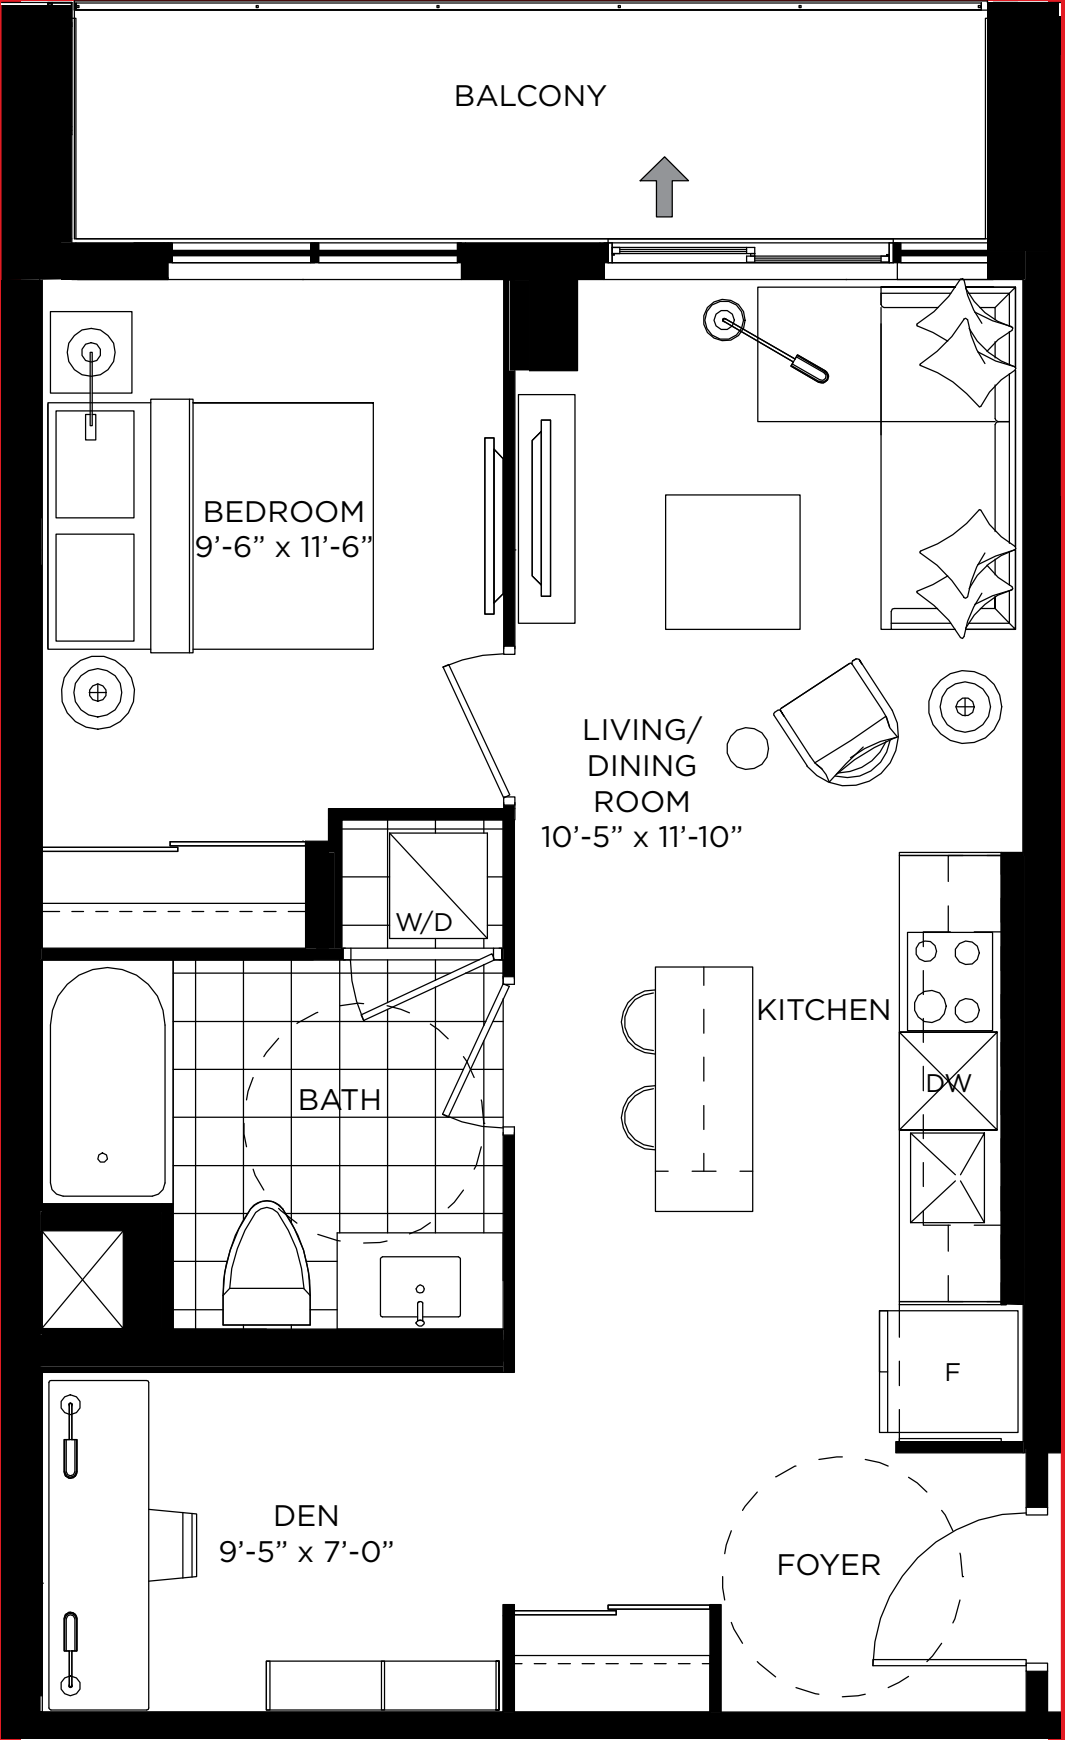 BALCONY
BEDROOM
9’-6” x 11’-6”
LIVING/
DINING
ROOM
10’-5” x 11’-10”
W/D
KITCHEN
DW
BATH
F
DEN
9’-5” x 7’-0”
FOYER